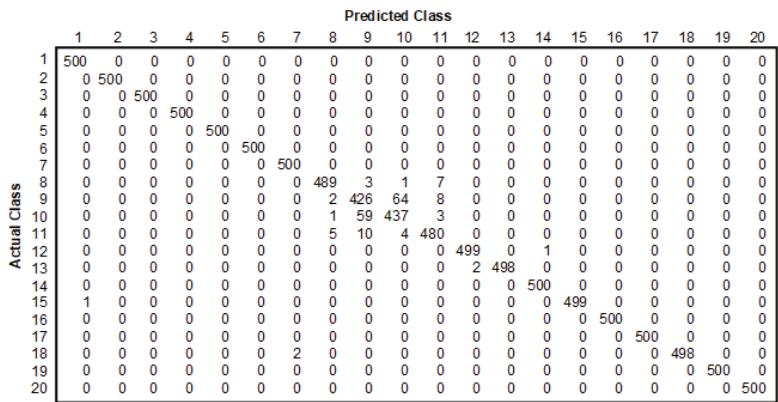 Predicted Class
1 2 3 4 5 6 7 8 9 10 11 12 13 14 15 16 17 18 19 20
Actual Class
1 500 0 0 0 0 0 0 0 0 0 0 0 0 0 0 0 0 0 0 0
2 0 500 0 0 0 0 0 0 0 0 0 0 0 0 0 0 0 0 0 0
3 0 0 500 0 0 0 0 0 0 0 0 0 0 0 0 0 0 0 0 0
4 0 0 0 500 0 0 0 0 0 0 0 0 0 0 0 0 0 0 0 0
5 0 0 0 0 500 0 0 0 0 0 0 0 0 0 0 0 0 0 0 0
6 0 0 0 0 0 500 0 0 0 0 0 0 0 0 0 0 0 0 0 0
7 0 0 0 0 0 0 500 0 0 0 0 0 0 0 0 0 0 0 0 0
8 0 0 0 0 0 0 0 489 3 1 7 0 0 0 0 0 0 0 0 0
9 0 0 0 0 0 0 0 2 426 64 8 0 0 0 0 0 0 0 0 0
10 0 0 0 0 0 0 0 1 59 437 3 0 0 0 0 0 0 0 0 0
11 0 0 0 0 0 0 0 5 10 4 480 0 0 0 0 0 0 0 0 0
12 0 0 0 0 0 0 0 0 0 0 0 499 0 1 0 0 0 0 0 0
13 0 0 0 0 0 0 0 0 0 0 0 2 498 0 0 0 0 0 0 0
14 0 0 0 0 0 0 0 0 0 0 0 0 0 500 0 0 0 0 0 0
15 1 0 0 0 0 0 0 0 0 0 0 0 0 0 499 0 0 0 0 0
16 0 0 0 0 0 0 0 0 0 0 0 0 0 0 0 500 0 0 0 0
17 0 0 0 0 0 0 0 0 0 0 0 0 0 0 0 0 500 0 0 0
18 0 0 0 0 0 0 2 0 0 0 0 0 0 0 0 0 0 498 0 0
19 0 0 0 0 0 0 0 0 0 0 0 0 0 0 0 0 0 0 500 0
20 0 0 0 0 0 0 0 0 0 0 0 0 0 0 0 0 0 0 0 500